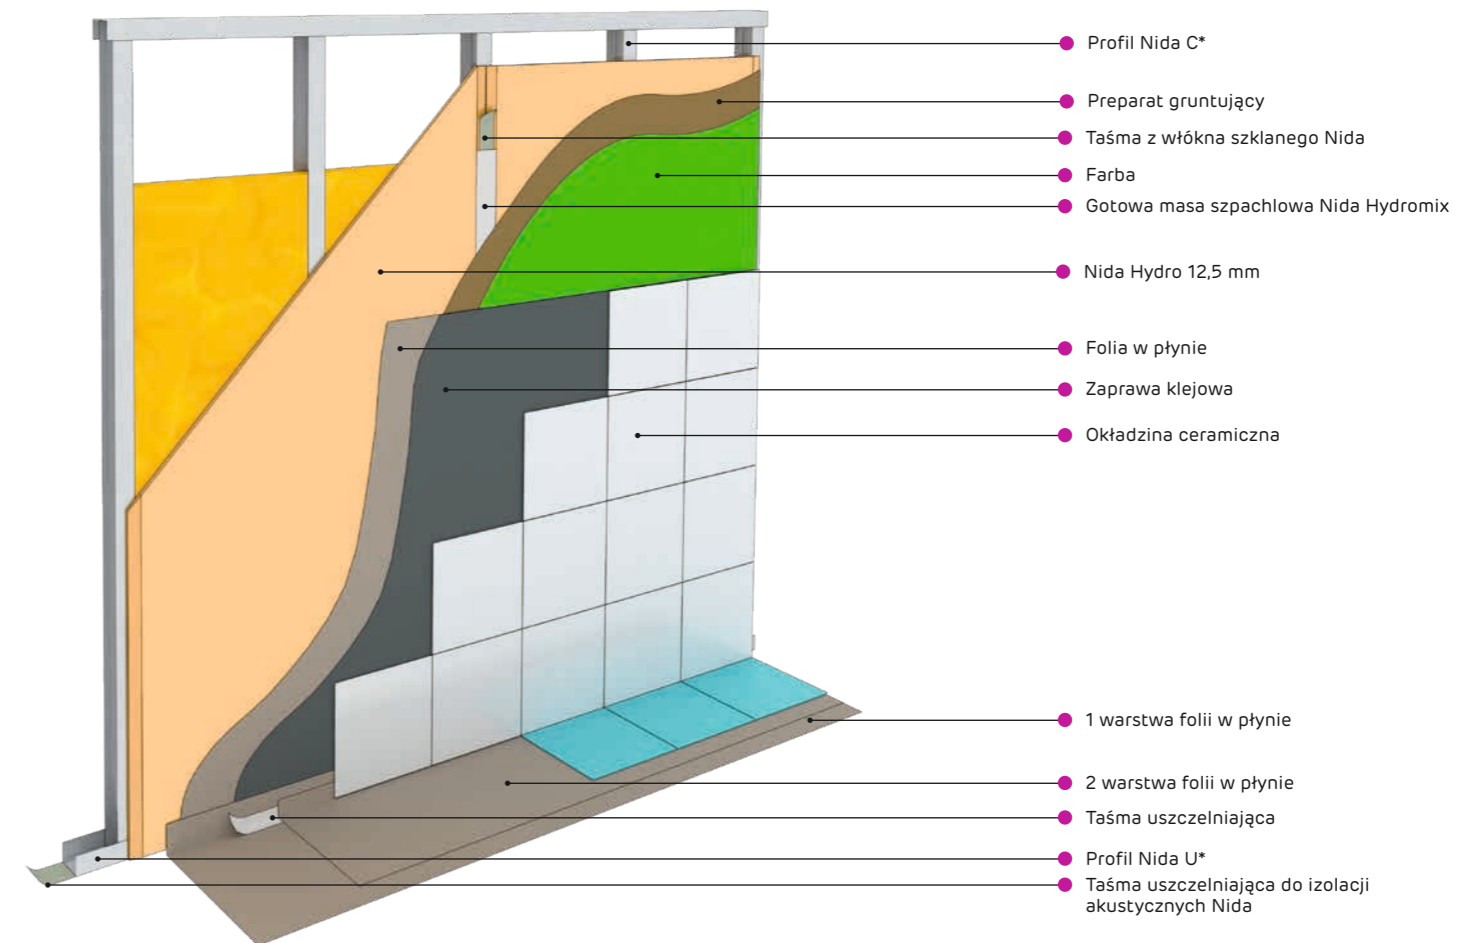 Profil Nida C*
Preparat gruntujący
Taśma z włókna szklanego Nida
Farba
Gotowa masa szpachlowa Nida Hydromix
Nida Hydro 12,5 mm
Folia w płynie
Zaprawa klejowa
Okładzina ceramiczna
1 warstwa folii w płynie
2 warstwa folii w płynie
Taśma uszczelniająca
Profil Nida U*
Taśma uszczelniająca do izolacji
akustycznych Nida